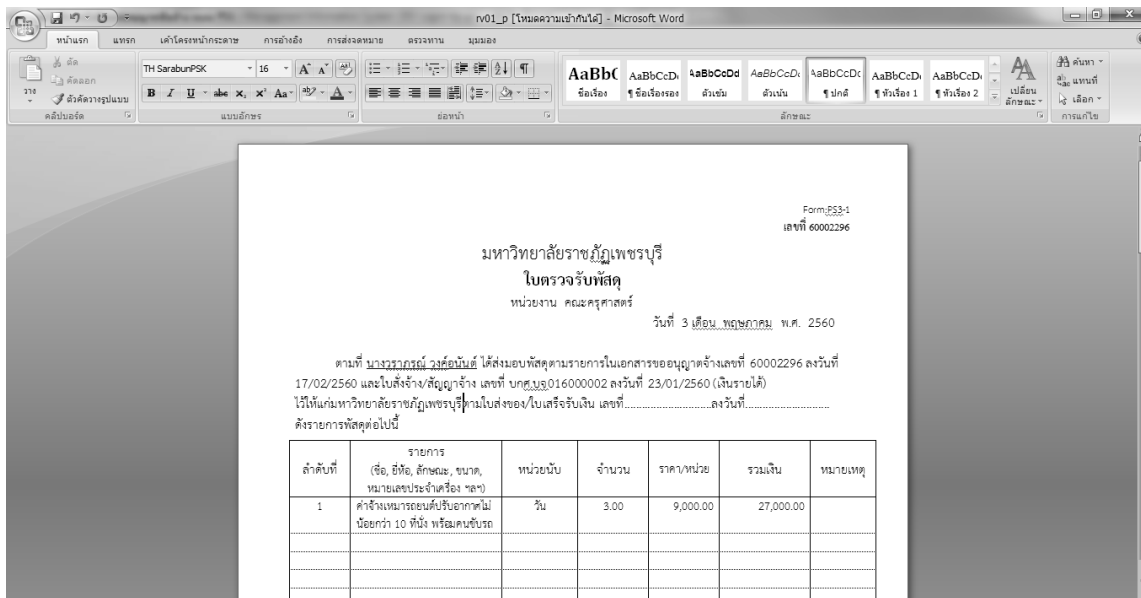 rv01_p [โหมดความเข้ากันได้] - Microsoft Word
หน้าแรก แทรก เค้าโครงหน้ากระดาษ การอ้างอิง การส่งจดหมาย ตรวจทาน มุมมอง
วาง
ตัด
คัดลอก
ตัวคัดวางรูปแบบ
คลิปบอร์ด
TH SarabunPSK 16
แบบอักษร
ย่อหน้า
AaBbC AaBbCcD AaBbCcDd AaBbCcD AaBbCcDc AaBbCcD AaBbCcD
ชื่อเรื่อง ¶ ชื่อเรื่องรอง ตัวเข้ม ตัวเน้น ¶ ปกติ ¶ หัวเรื่อง 1 ¶ หัวเรื่อง 2
เปลี่ยน
ลักษณะ
ลักษณะ
ค้นหา
แทนที่
เลือก
การแก้ไข
Form:PS3-1
เลขที่ 60002296
มหาวิทยาลัยราชภัฏเพชรบุรี
ใบตรวจรับพัสดุ
หน่วยงาน คณะครุศาสตร์
วันที่ 3 เดือน พฤษภาคม พ.ศ. 2560
ตามที่ นางวราภรณ์ วงศ์อนันต์ ได้ส่งมอบพัสดุตามรายการในเอกสารขออนุญาตจ้างเลขที่ 60002296 ลงวันที่
17/02/2560 และใบสั่งจ้าง/สัญญาจ้าง เลขที่ บกศ.บจ016000002 ลงวันที่ 23/01/2560 (เงินรายได้)
ไว้ให้แก่มหาวิทยาลัยราชภัฏเพชรบุรีตามใบส่งของ/ใบเสร็จรับเงิน เลขที่..............................ลงวันที่.............................
ดังรายการพัสดุต่อไปนี้
ลำดับที่ รายการ (ชื่อ, ยี่ห้อ, ลักษณะ, ขนาด, หมายเลขประจำเครื่อง ฯลฯ) หน่วยนับ จำนวน ราคา/หน่วย รวมเงิน หมายเหตุ
1 ค่าจ้างเหมารถยนต์ปรับอากาศไม่ วัน 3.00 9,000.00 27,000.00
น้อยกว่า 10 ที่นั่ง พร้อมคนขับรถ